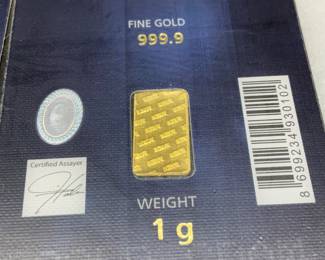 FINE GOLD
999.9
Certified Assayer
WEIGHT
1 g
8 699234 930102